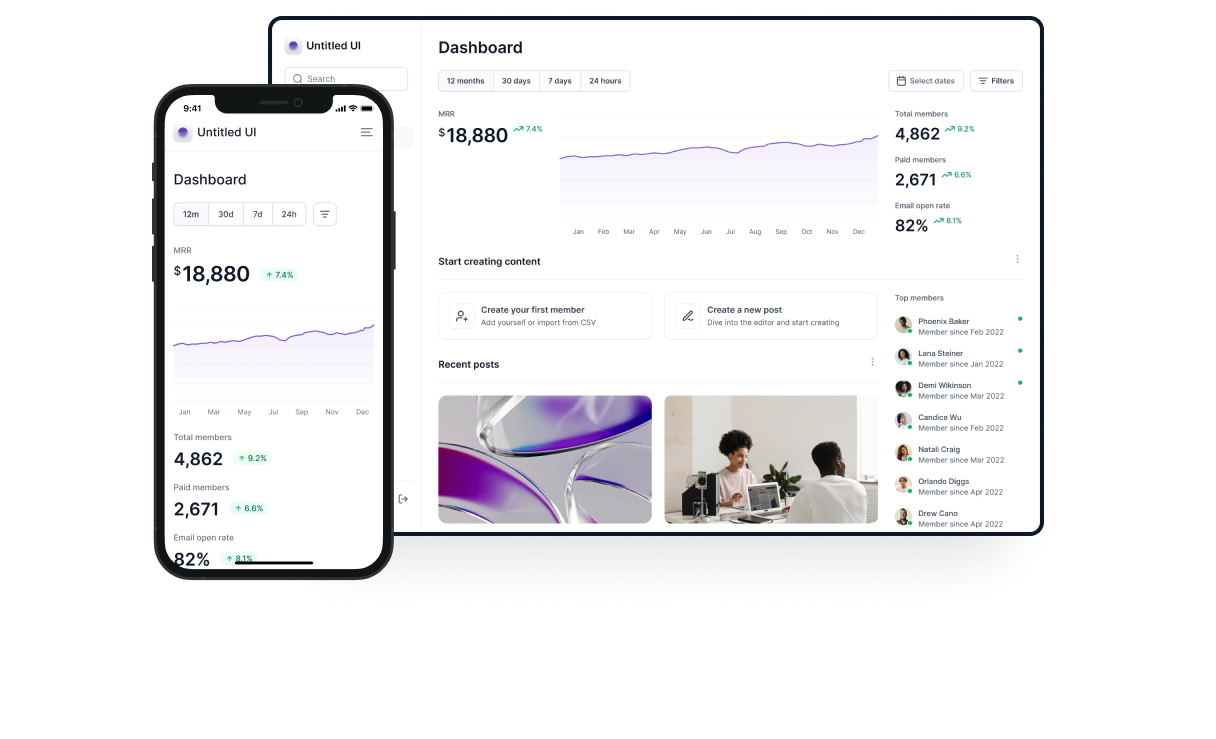 Untitled UI
Search
Dashboard
12 months 30 days 7 days 24 hours
Select dates Filters
MRR
$18,880 7.4%
Jan Feb Mar Apr May Jun Jul Aug Sep Oct Nov Dec
Total members
4,862 9.2%
Paid members
2,671 6.6%
Email open rate
82% 8.1%
Start creating content
Create your first member
Add yourself or import from CSV
Create a new post
Dive into the editor and start creating
Recent posts
Top members
Phoenix Baker
Member since Feb 2022
Lana Steiner
Member since Jan 2022
Demi Wikinson
Member since Mar 2022
Candice Wu
Member since Feb 2022
Natali Craig
Member since Mar 2022
Orlando Diggs
Member since Apr 2022
Drew Cano
Member since Apr 2022
9:41
Untitled UI
Dashboard
12m 30d 7d 24h
MRR
$18,880 7.4%
Jan Mar May Jul Sep Nov Dec
Total members
4,862 9.2%
Paid members
2,671 6.6%
Email open rate
82% 8.1%